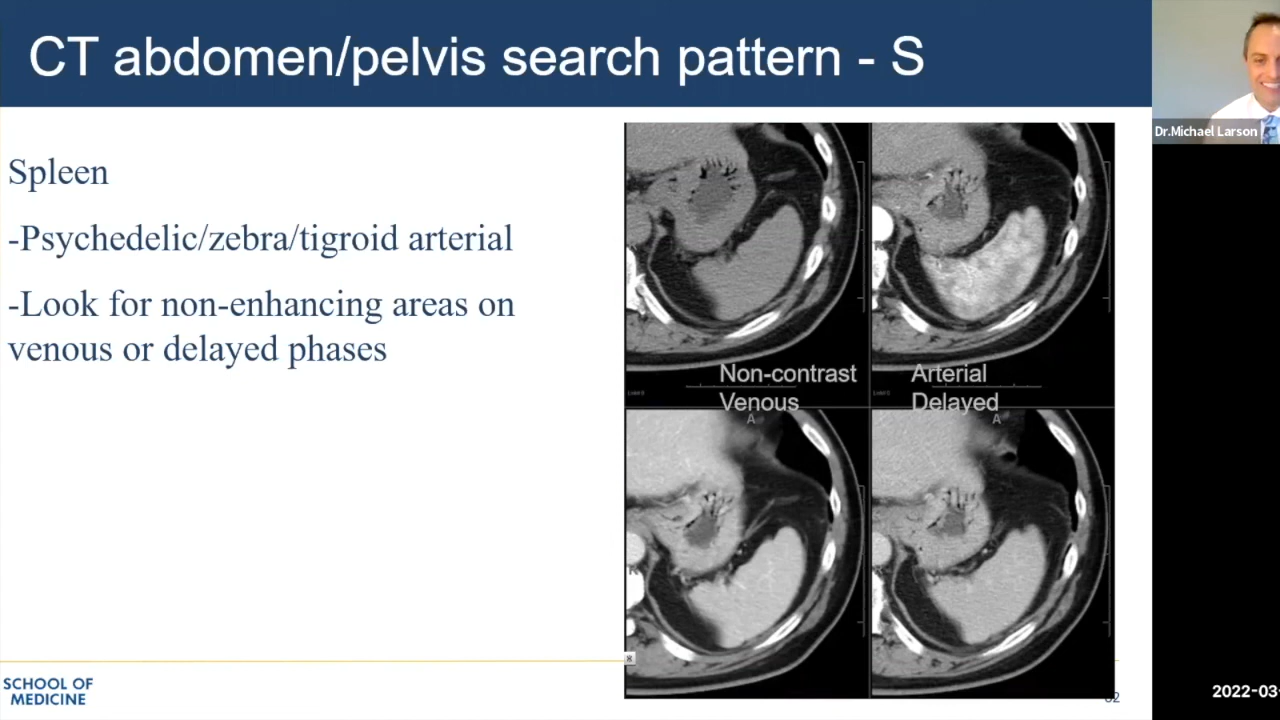 CT abdomen/pelvis search pattern - S
Dr.Michael Larson
Spleen
-Psychedelic/zebra/tigroid arterial
-Look for non-enhancing areas on
venous or delayed phases
Non-contrast
Arterial
Venous
Delayed
A
A
SCHOOL OF
MEDICINE
2022-03-